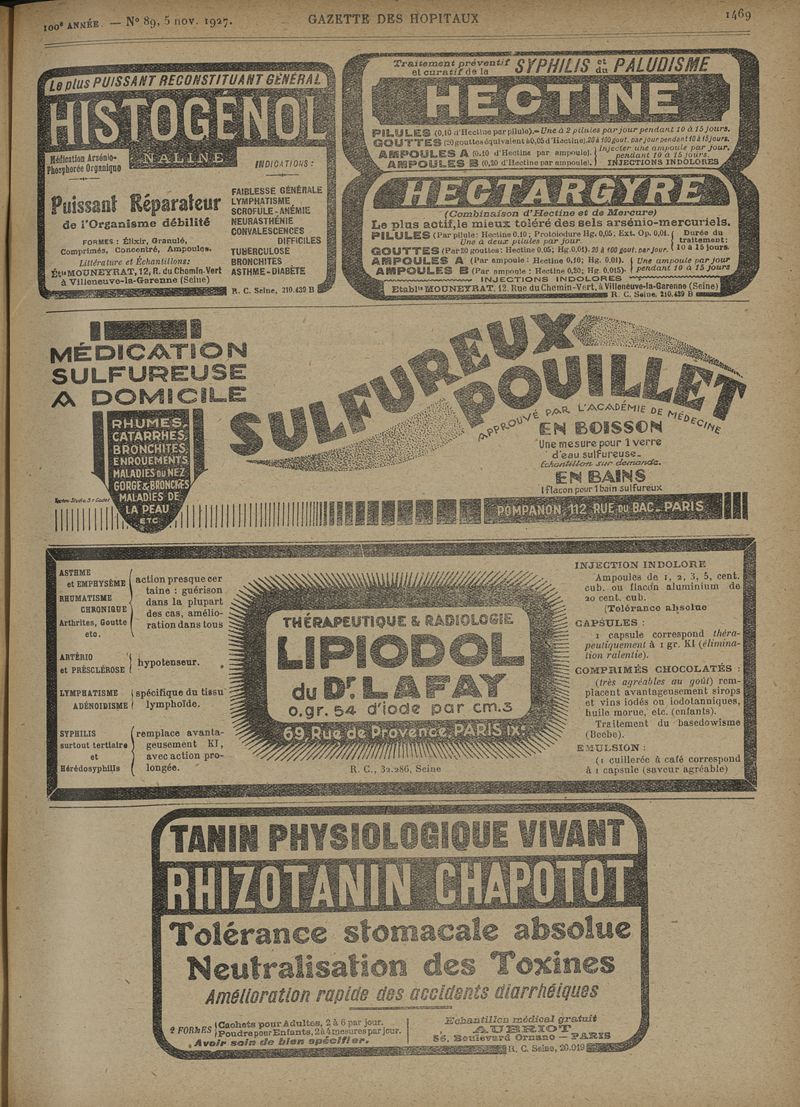 100e ANNÉE. — No 89, 5 nov. 1927.
GAZETTE DES HOPITAUX
1469
Le plus PUISSANT RECONSTITUANT GÉNÉRAL
HISTOGÉNOL
NALINE
Médication Arsénio-
Phosphorée Organique
Puissant Réparateur
de l'Organisme débilité
FORMES : Élixir, Granulé,
Comprimés, Concentré, Ampoules.
Littérature et Échantillons:
Éts MOUNEYRAT, 12, R. du Chemin-Vert
à Villeneuve-la-Garenne (Seine)
INDICATIONS :
FAIBLESSE GÉNÉRALE
LYMPHATISME
SCROFULE - ANÉMIE
NEURASTHÉNIE
CONVALESCENCES
DIFFICILES
TUBERCULOSE
BRONCHITES
ASTHME - DIABÈTE
R. C. Seine, 210.439 B
Traitement préventif et curatif de la SYPHILIS et du PALUDISME
HECTINE
PILULES (0,10 d'Hectine par pilule).- Une à 2 pilules par jour pendant 10 à 15 jours.
GOUTTES (20 gouttes équivalent à 0,05 d'Hectine). 20 à 100 gout. par jour pendant 10 à 15 jours.
AMPOULES A (0,10 d'Hectine par ampoule). Injecter une ampoule par jour,
AMPOULES B (0,20 d'Hectine par ampoule). pendant 10 à 15 jours.
INJECTIONS INDOLORES
HECTARGYRE
(Combinaison d'Hectine et de Mercure)
Le plus actif, le mieux toléré des sels arsénio-mercuriels.
PILULES (Par pilule: Hectine 0,10; Protoiodure Hg. 0,05; Ext. Op. 0,01.
Une à deux pilules par jour.
GOUTTES (Par 20 gouttes: Hectine 0,05; Hg. 0,01). 20 à 100 gout. par jour.
Durée du
traitement:
10 à 15 jours.
AMPOULES A (Par ampoule : Hectine 0,10; Hg. 0,01). Une ampoule par jour
AMPOULES B (Par ampoule : Hectine 0,20; Hg. 0,015). pendant 10 à 15 jours
INJECTIONS INDOLORES
Etablts MOUNEYRAT, 12, Rue du Chemin-Vert, à Villeneuve-la-Garenne (Seine)
R. C. Seine, 210.439 B
MÉDICATION
SULFUREUSE
A DOMICILE
RHUMES,
CATARRHES,
BRONCHITES,
ENROUEMENTS
MALADIES DU NEZ
GORGE & BRONCHES
MALADIES DE
LA PEAU
ETC
SULFUREUX
POUILLET
APPROUVÉ PAR L'ACADÉMIE DE MÉDECINE
EN BOISSON
Une mesure pour 1 verre
d'eau sulfureuse.
Echantillon sur demande.
EN BAINS
1 flacon pour 1 bain sulfureux
POMPANON, 112 RUE DU BAC_ PARIS
ASTHME
et EMPHYSÈME
RHUMATISME
CHRONIQUE
Arthrites, Goutte
etc.
action presque cer
taine : guérison
dans la plupart
des cas, amélio-
ration dans tous
ARTÉRIO
et PRÉSCLÉROSE
hypotenseur.
LYMPHATISME
ADÉNOIDISME
spécifique du tissu
lymphoïde.
SYPHILIS
surtout tertiaire
et
Hérédosyphilis
remplace avanta-
geusement KI,
avec action pro-
longée.
THÉRAPEUTIQUE & RADIOLOGIE
LIPIODOL
du Dr. LAFAY
0.gr. 54 d'iode par cm.3
69, Rue de Provence, PARIS IXe.
R. C., 32.286, Seine
INJECTION INDOLORE
Ampoules de 1, 2, 3, 5, cent.
cub. ou flacon aluminium de
20 cent. cub.
(Tolérance absolue
CAPSULES :
1 capsule correspond théra-
peutiquement à 1 gr. KI (élimina-
tion ralentie).
COMPRIMÉS CHOCOLATÉS :
(très agréables au goût) rem-
placent avantageusement sirops
et vins iodés ou iodotanniques,
huile morue, etc. (enfants).
Traitement du basedowisme
(Bœbe).
EMULSION :
(1 cuillerée à café correspond
à 1 capsule (saveur agréable)
TANIN PHYSIOLOGIQUE VIVANT
RHIZOTANIN CHAPOTOT
Tolérance stomacale absolue
Neutralisation des Toxines
Amélioration rapide des accidents diarrhéiques
2 FORMES
Cachets pour Adultes, 2 à 6 par jour.
Poudre pour Enfants, 2 à 4 mesures par jour.
Avoir soin de bien spécifier.
Echantillon médical gratuit
AUBRIOT
56, Boulevard Ornano — PARIS
R. C. Seine, 20.019